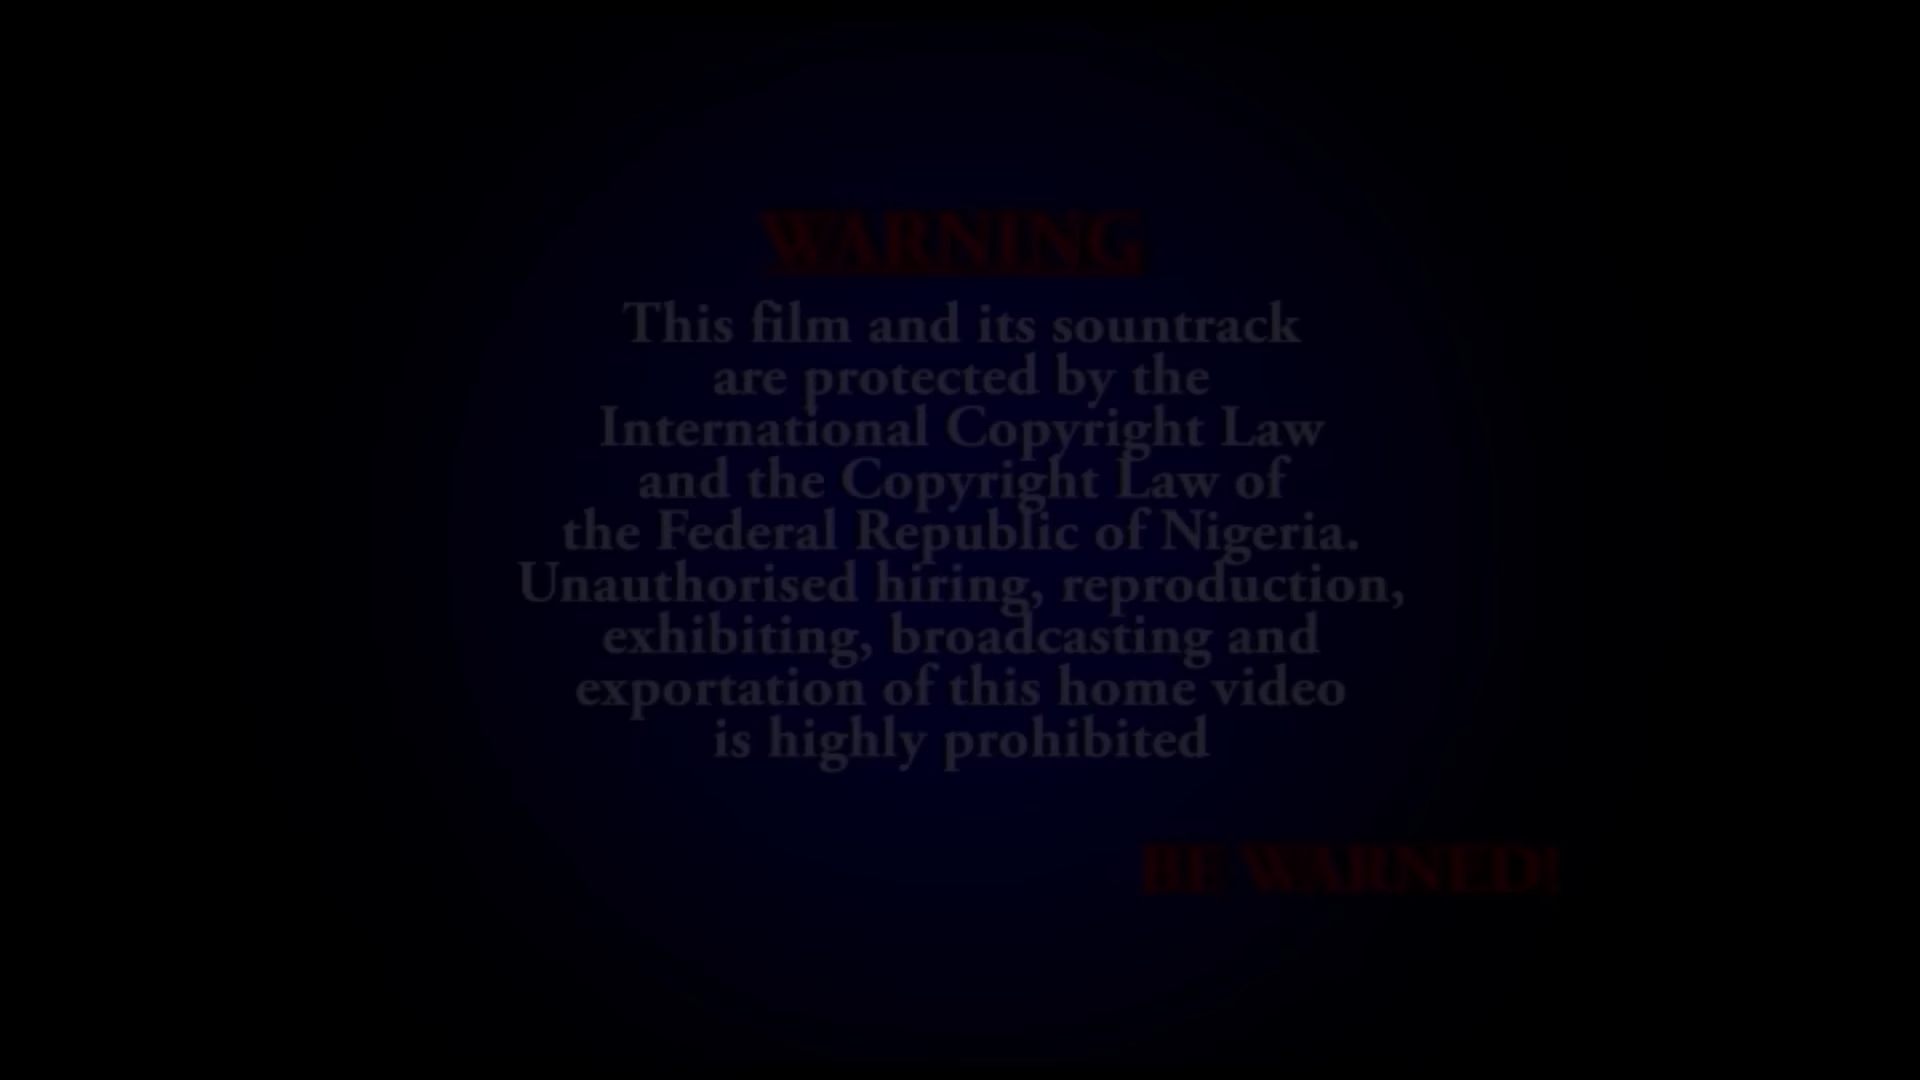 WARNING
This film and its sountrack
are protected by the
International Copyright Law
and the Copyright Law of
the Federal Republic of Nigeria.
Unauthorised hiring, reproduction,
exhibiting, broadcasting and
exportation of this home video
is highly prohibited
BE WARNED!